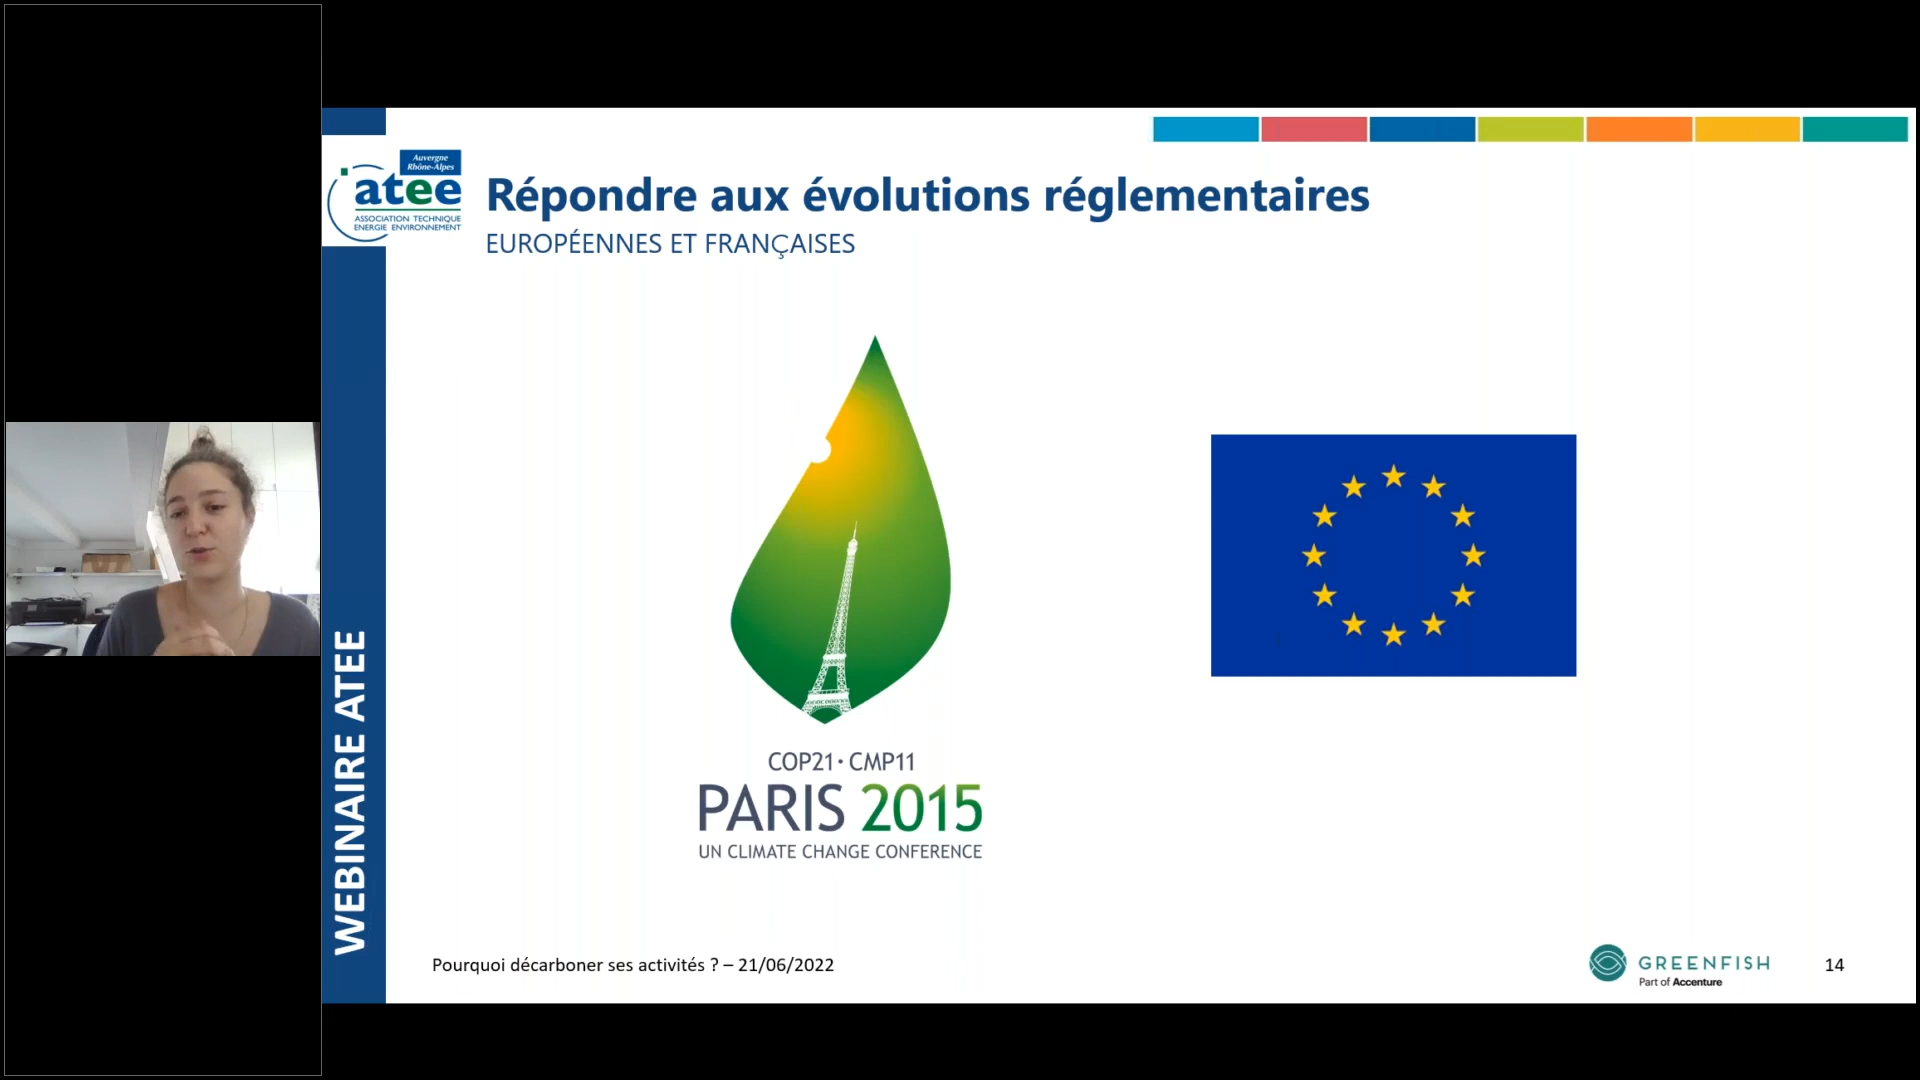 Auvergne
Rhône-Alpes
atee
ASSOCIATION TECHNIQUE
ENERGIE ENVIRONNEMENT
Répondre aux évolutions réglementaires
EUROPÉENNES ET FRANÇAISES
COP21 · CMP11
PARIS 2015
UN CLIMATE CHANGE CONFERENCE
WEBINAIRE ATEE
Pourquoi décarboner ses activités ? – 21/06/2022
GREENFISH
Part of Accenture
14